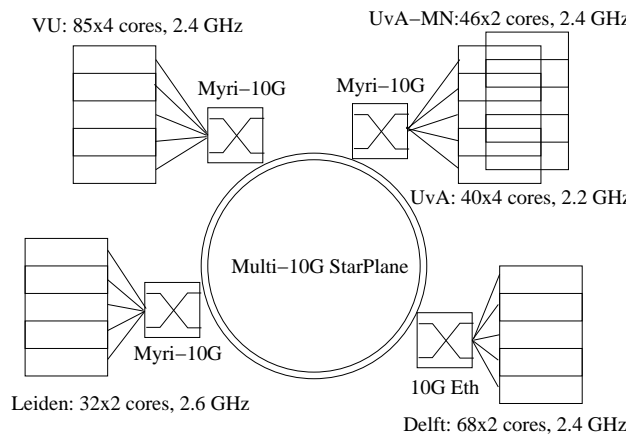 VU: 85x4 cores, 2.4 GHz
UvA–MN:46x2 cores, 2.4 GHz
Myri–10G
Myri–10G
UvA: 40x4 cores, 2.2 GHz
Multi–10G StarPlane
Myri–10G
10G Eth
Leiden: 32x2 cores, 2.6 GHz
Delft: 68x2 cores, 2.4 GHz